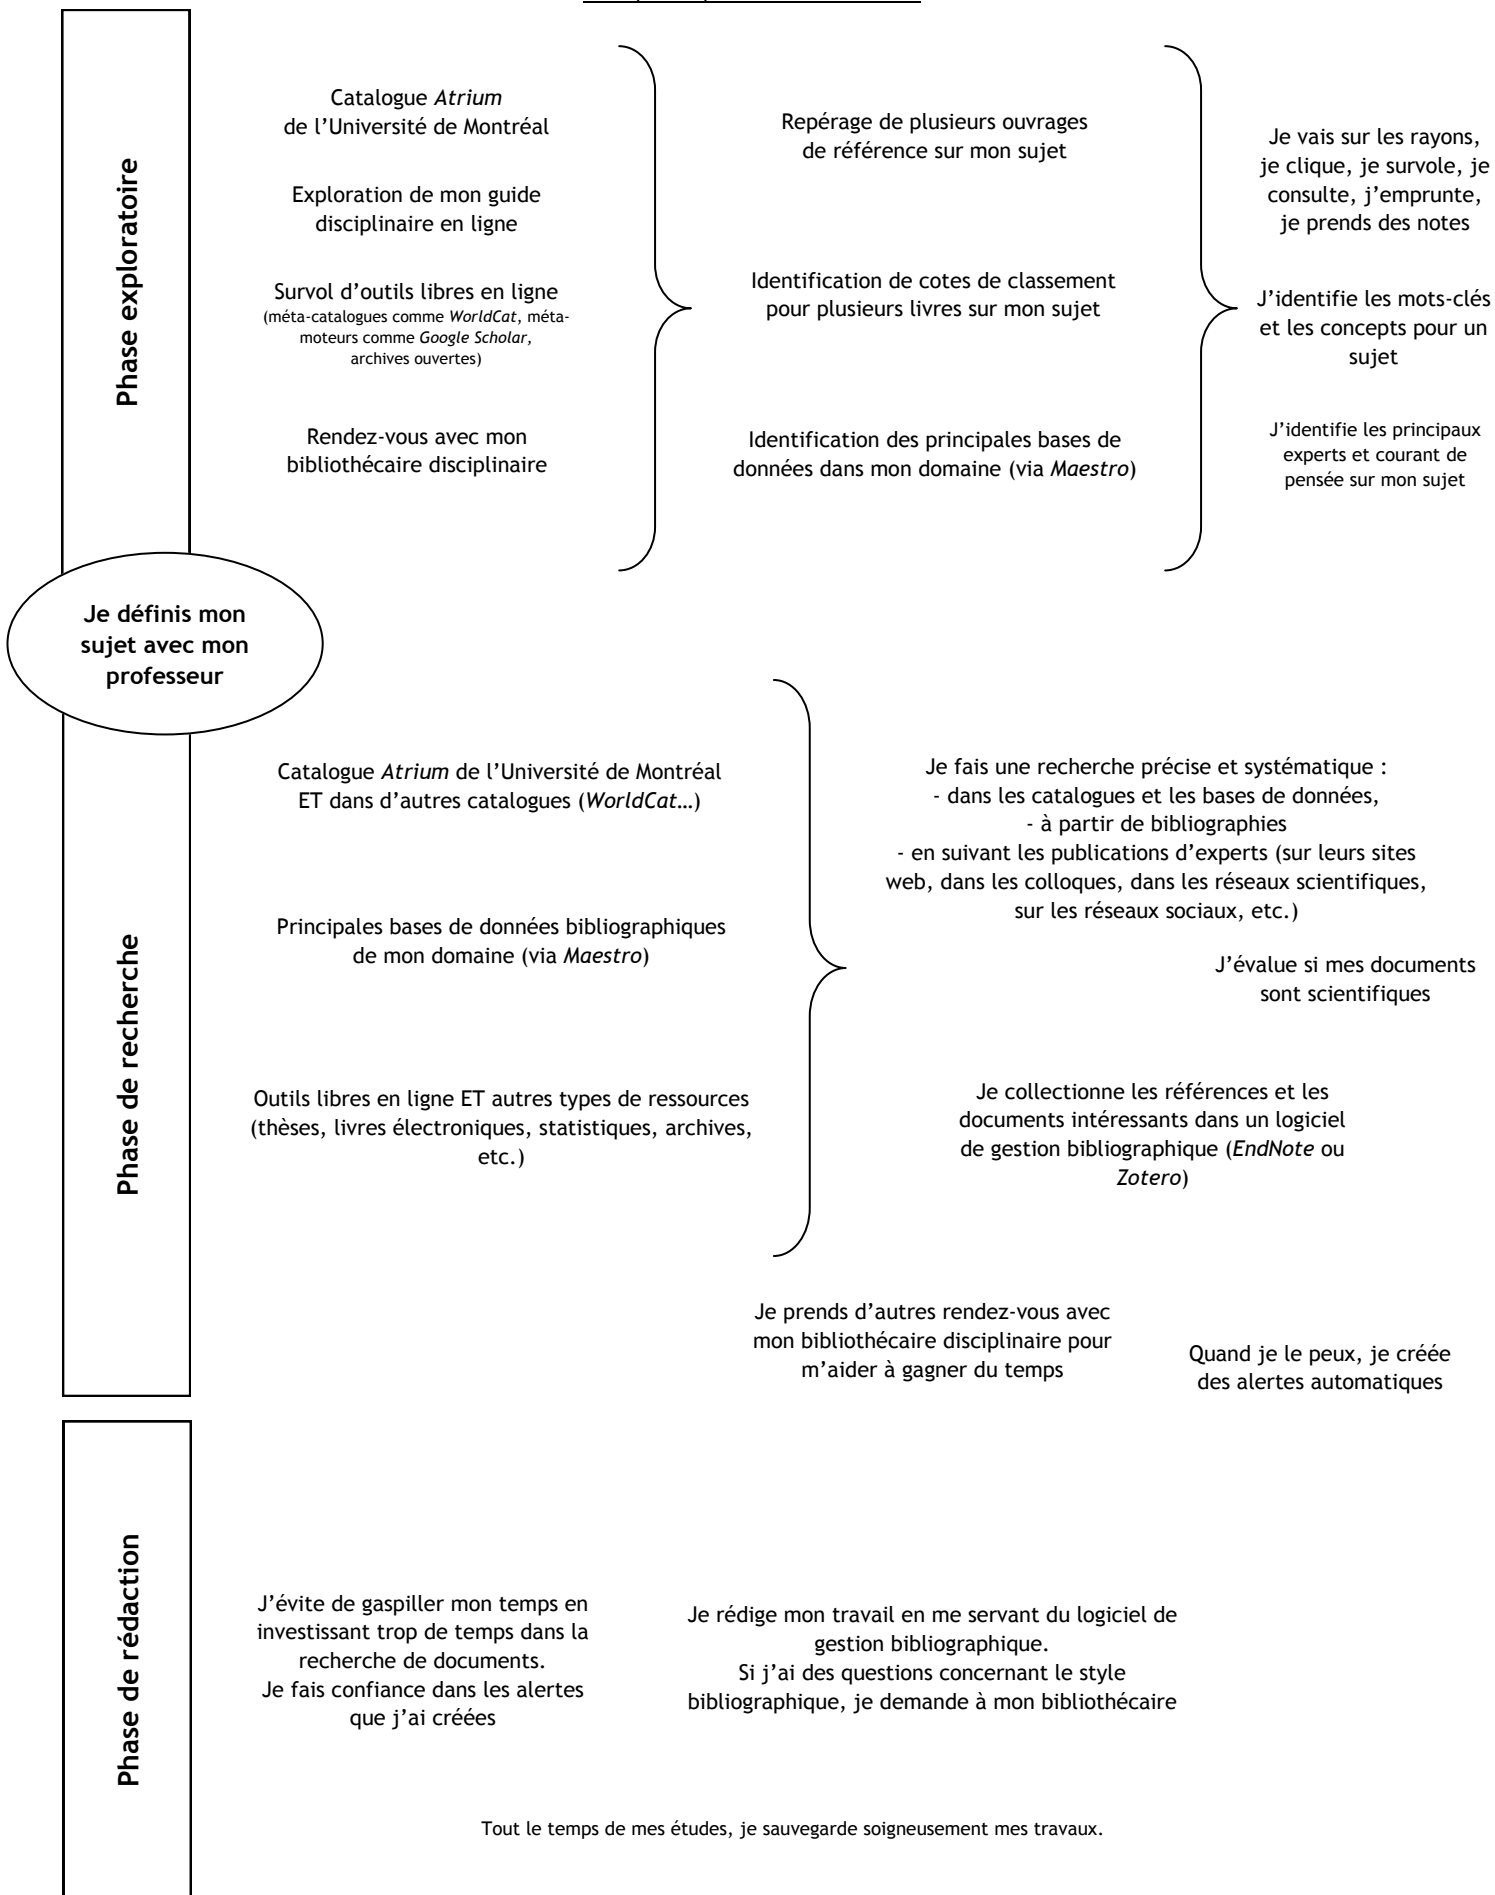 Phase exploratoire
Catalogue Atrium
de l’Université de Montréal
Exploration de mon guide
disciplinaire en ligne
Survol d’outils libres en ligne
(méta-catalogues comme WorldCat, méta-
moteurs comme Google Scholar,
archives ouvertes)
Rendez-vous avec mon
bibliothécaire disciplinaire
Repérage de plusieurs ouvrages
de référence sur mon sujet
Identification de cotes de classement
pour plusieurs livres sur mon sujet
Identification des principales bases de
données dans mon domaine (via Maestro)
Je vais sur les rayons,
je clique, je survole, je
consulte, j’emprunte,
je prends des notes
J’identifie les mots-clés
et les concepts pour un
sujet
J’identifie les principaux
experts et courant de
pensée sur mon sujet
Je définis mon
sujet avec mon
professeur
Phase de recherche
Catalogue Atrium de l’Université de Montréal
ET dans d’autres catalogues (WorldCat…)
Principales bases de données bibliographiques
de mon domaine (via Maestro)
Outils libres en ligne ET autres types de ressources
(thèses, livres électroniques, statistiques, archives,
etc.)
Je fais une recherche précise et systématique :
- dans les catalogues et les bases de données,
- à partir de bibliographies
- en suivant les publications d’experts (sur leurs sites
web, dans les colloques, dans les réseaux scientifiques,
sur les réseaux sociaux, etc.)
J’évalue si mes documents
sont scientifiques
Je collectionne les références et les
documents intéressants dans un logiciel
de gestion bibliographique (EndNote ou
Zotero)
Je prends d’autres rendez-vous avec
mon bibliothécaire disciplinaire pour
m’aider à gagner du temps
Quand je le peux, je créée
des alertes automatiques
Phase de rédaction
J’évite de gaspiller mon temps en
investissant trop de temps dans la
recherche de documents.
Je fais confiance dans les alertes
que j’ai créées
Je rédige mon travail en me servant du logiciel de
gestion bibliographique.
Si j’ai des questions concernant le style
bibliographique, je demande à mon bibliothécaire
Tout le temps de mes études, je sauvegarde soigneusement mes travaux.